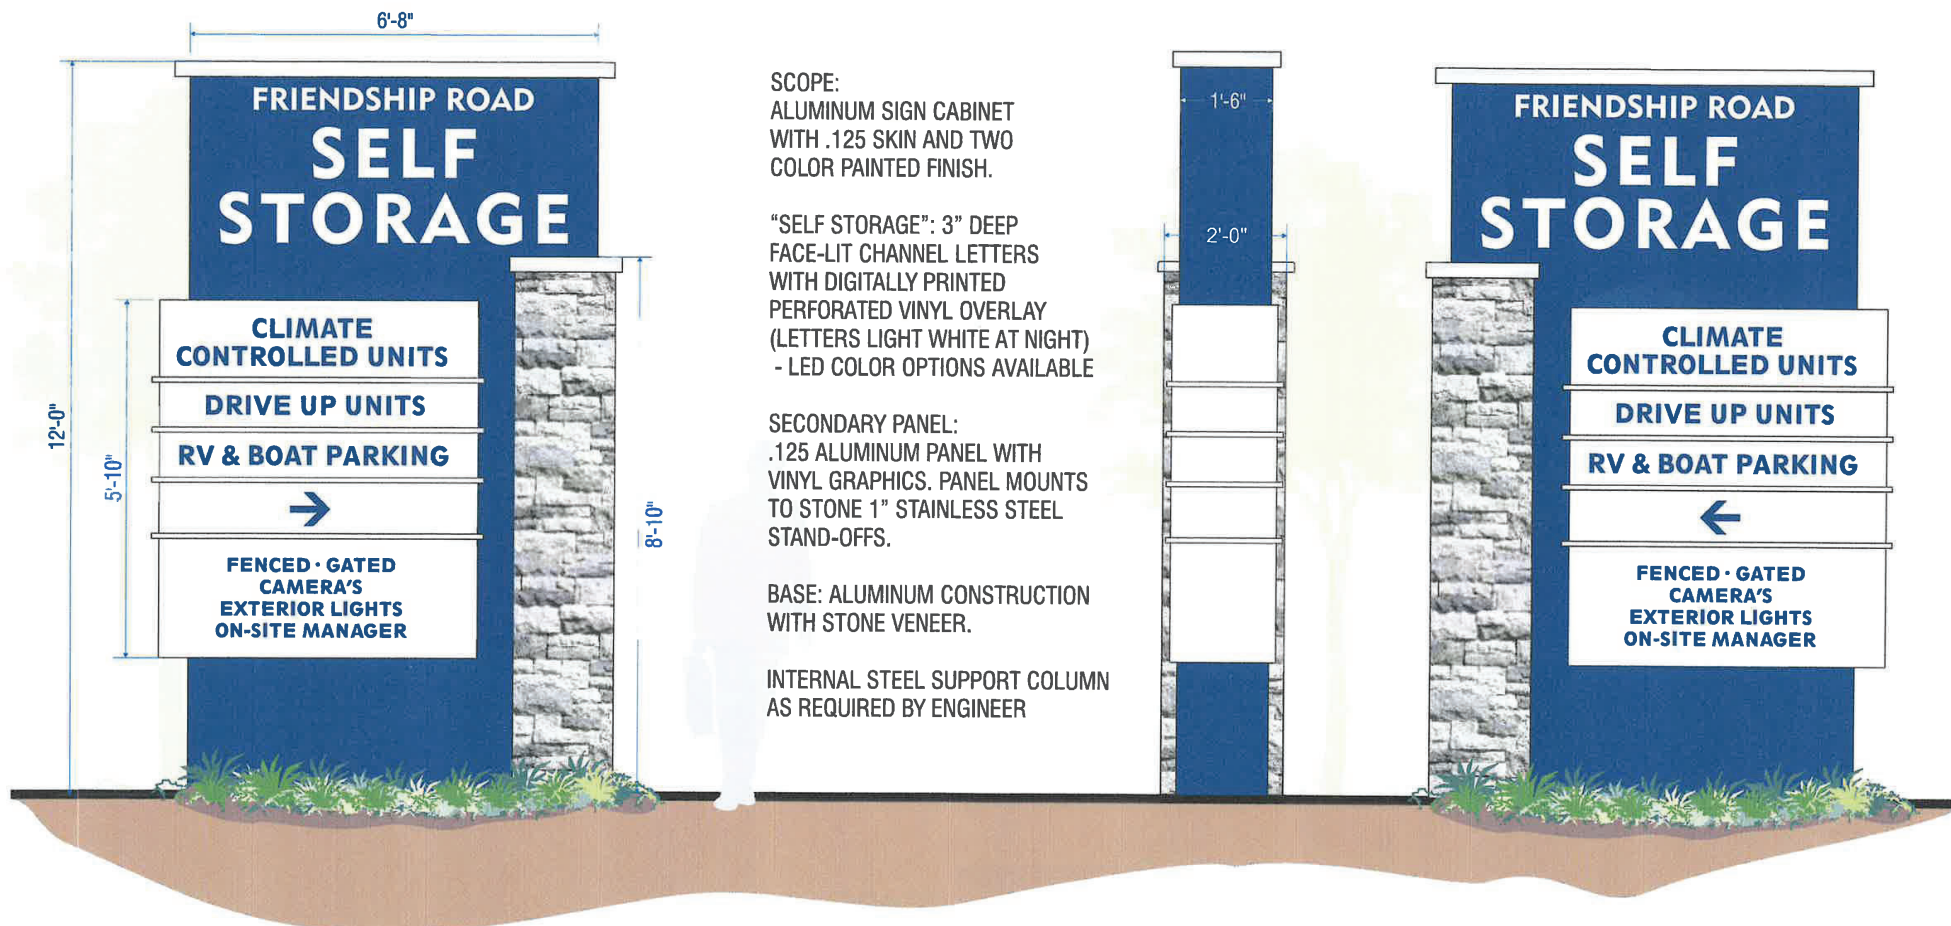 6'-8"
12'-0"
5'-10"
8'-10"
FRIENDSHIP ROAD
SELF
STORAGE
CLIMATE
CONTROLLED UNITS
DRIVE UP UNITS
RV & BOAT PARKING
→
FENCED · GATED
CAMERA'S
EXTERIOR LIGHTS
ON-SITE MANAGER
SCOPE:
ALUMINUM SIGN CABINET
WITH .125 SKIN AND TWO
COLOR PAINTED FINISH.
“SELF STORAGE”: 3” DEEP
FACE-LIT CHANNEL LETTERS
WITH DIGITALLY PRINTED
PERFORATED VINYL OVERLAY
(LETTERS LIGHT WHITE AT NIGHT)
- LED COLOR OPTIONS AVAILABLE
SECONDARY PANEL:
.125 ALUMINUM PANEL WITH
VINYL GRAPHICS. PANEL MOUNTS
TO STONE 1” STAINLESS STEEL
STAND-OFFS.
BASE: ALUMINUM CONSTRUCTION
WITH STONE VENEER.
INTERNAL STEEL SUPPORT COLUMN
AS REQUIRED BY ENGINEER
1'-6"
2'-0"
FRIENDSHIP ROAD
SELF
STORAGE
CLIMATE
CONTROLLED UNITS
DRIVE UP UNITS
RV & BOAT PARKING
←
FENCED · GATED
CAMERA'S
EXTERIOR LIGHTS
ON-SITE MANAGER